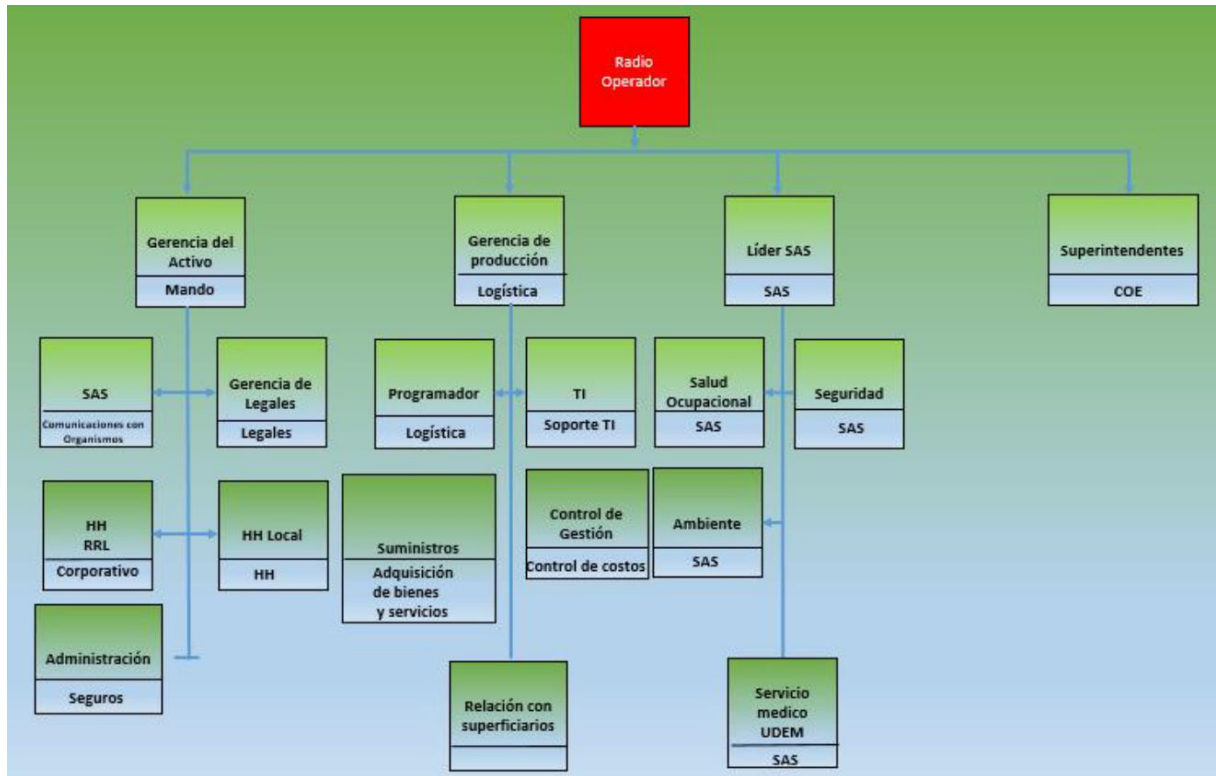 Radio
Operador
Gerencia del
Activo
Mando
Gerencia de
producción
Logística
Líder SAS
SAS
Superintendentes
COE
SAS
Comunicaciones con
Organismos
Gerencia de
Legales
Legales
Programador
Logística
TI
Soporte TI
Salud
Ocupacional
SAS
Seguridad
SAS
HH
RRL
Corporativo
HH Local
HH
Suministros
Adquisición
de bienes
y servicios
Control de
Gestión
Control de costos
Ambiente
SAS
Administración
Seguros
Relación con
superficiarios
Servicio
medico
UDEM
SAS